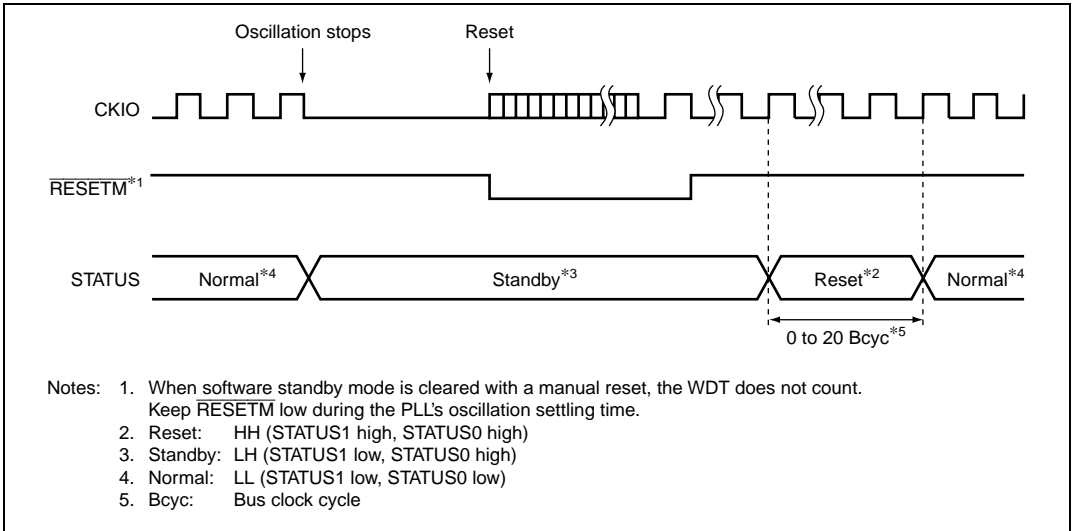 Oscillation stops Reset
CKIO
RESETM*1
STATUS Normal*4 Standby*3 Reset*2 Normal*4
0 to 20 Bcyc*5
Notes: 1. When software standby mode is cleared with a manual reset, the WDT does not count.
Keep RESETM low during the PLL's oscillation settling time.
2. Reset: HH (STATUS1 high, STATUS0 high)
3. Standby: LH (STATUS1 low, STATUS0 high)
4. Normal: LL (STATUS1 low, STATUS0 low)
5. Bcyc: Bus clock cycle